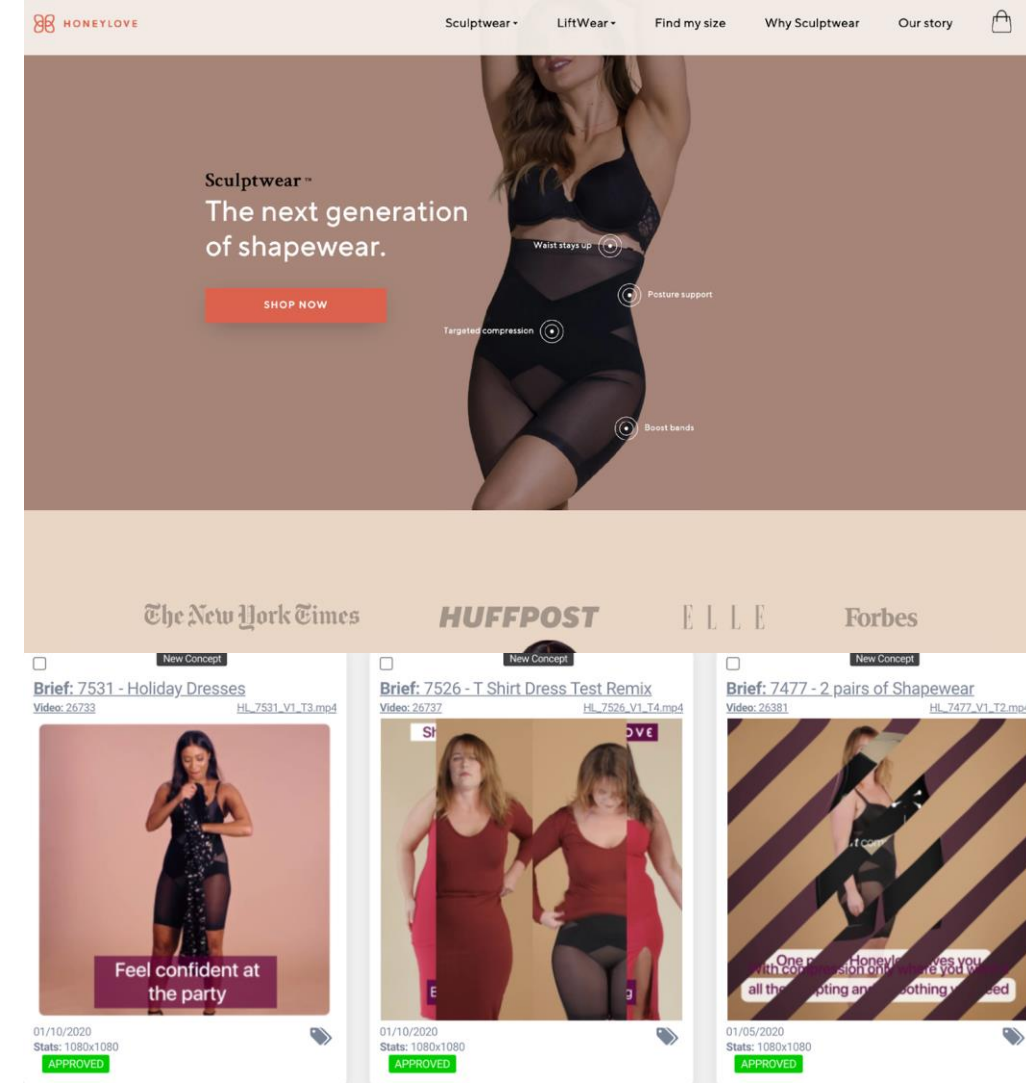 HONEYLOVE
Sculptwear
LiftWear
Find my size
Why Sculptwear
Our story
Sculptwear ™
The next generation
of shapewear.
SHOP NOW
Waist stays up
Posture support
Targeted compression
Boost bands
The New York Times
HUFFPOST
ELLE
Forbes
New Concept
New Concept
New Concept
Brief: 7531 - Holiday Dresses
Video: 26733 HL_7531_V1_T3.mp4
Feel confident at
the party
01/10/2020
Stats: 1080x1080
APPROVED
Brief: 7526 - T Shirt Dress Test Remix
Video: 26737 HL_7526_V1_T4.mp4
01/10/2020
Stats: 1080x1080
APPROVED
Brief: 7477 - 2 pairs of Shapewear
Video: 26381 HL_7477_V1_T2.mp4
01/05/2020
Stats: 1080x1080
APPROVED